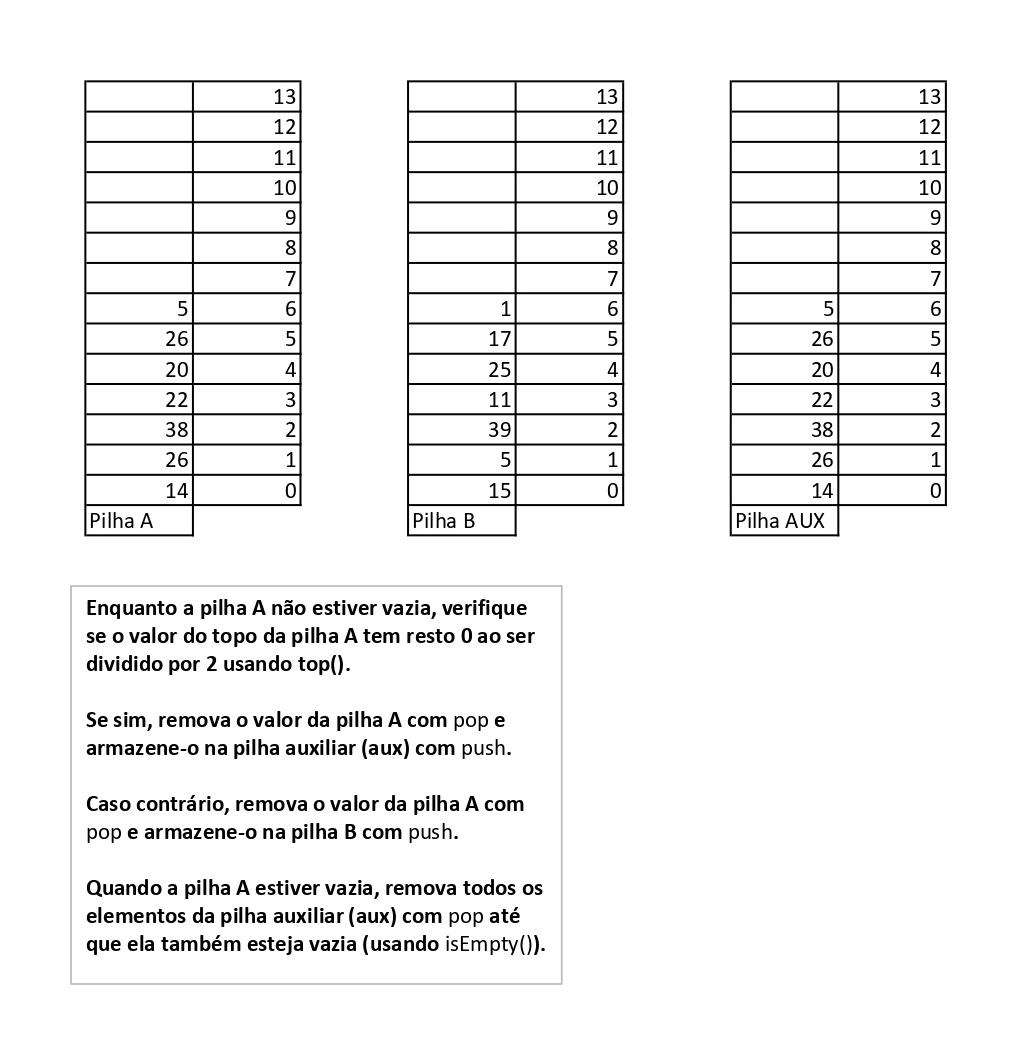 13 13 13
12 12 12
11 11 11
10 10 10
9 9 9
8 8 8
7 7 7
5 6 1 6 5 6
26 5 17 5 26 5
20 4 25 4 20 4
22 3 11 3 22 3
38 2 39 2 38 2
26 1 5 1 26 1
14 0 15 0 14 0
Pilha A Pilha B Pilha AUX
Enquanto a pilha A não estiver vazia, verifique
se o valor do topo da pilha A tem resto 0 ao ser
dividido por 2 usando top().
Se sim, remova o valor da pilha A com pop e
armazene-o na pilha auxiliar (aux) com push.
Caso contrário, remova o valor da pilha A com
pop e armazene-o na pilha B com push.
Quando a pilha A estiver vazia, remova todos os
elementos da pilha auxiliar (aux) com pop até
que ela também esteja vazia (usando isEmpty()).